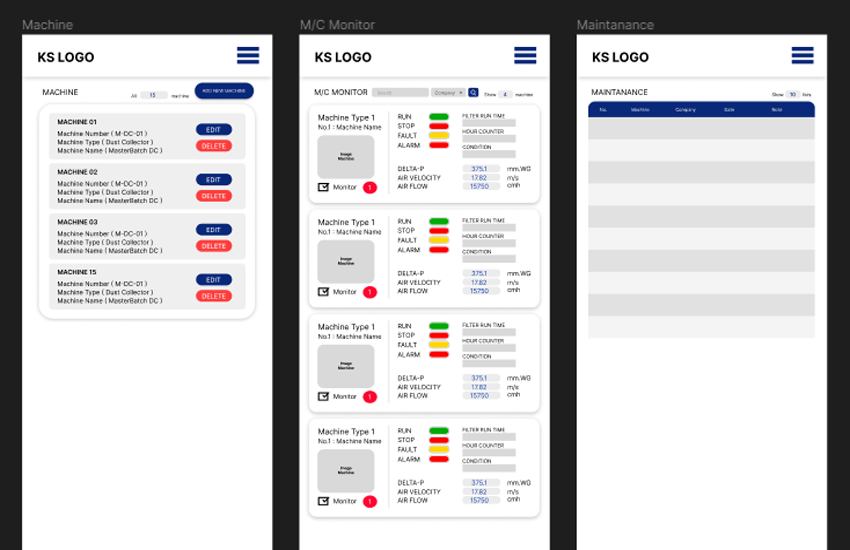 Machine
KS LOGO
MACHINE
All 15 machine
ADD NEW MACHINE
MACHINE 01
Machine Number ( M-DC-01 )
Machine Type ( Dust Collector )
Machine Name ( MasterBatch DC )
EDIT
DELETE
MACHINE 02
Machine Number ( M-DC-01 )
Machine Type ( Dust Collector )
Machine Name ( MasterBatch DC )
EDIT
DELETE
MACHINE 03
Machine Number ( M-DC-01 )
Machine Type ( Dust Collector )
Machine Name ( MasterBatch DC )
EDIT
DELETE
MACHINE 15
Machine Number ( M-DC-01 )
Machine Type ( Dust Collector )
Machine Name ( MasterBatch DC )
EDIT
DELETE
M/C Monitor
KS LOGO
M/C MONITOR
Search
Company
Show 4 machine
Machine Type 1
No.1 : Machine Name
Image
Machine
Monitor 1
RUN
STOP
FAULT
ALARM
FILTER RUN TIME
HOUR COUNTER
CONDITION
DELTA-P 375.1 mm.WG
AIR VELOCITY 17.82 m/s
AIR FLOW 15750 cmh
Machine Type 1
No.1 : Machine Name
Image
Machine
Monitor 1
RUN
STOP
FAULT
ALARM
FILTER RUN TIME
HOUR COUNTER
CONDITION
DELTA-P 375.1 mm.WG
AIR VELOCITY 17.82 m/s
AIR FLOW 15750 cmh
Machine Type 1
No.1 : Machine Name
Image
Machine
Monitor 1
RUN
STOP
FAULT
ALARM
FILTER RUN TIME
HOUR COUNTER
CONDITION
DELTA-P 375.1 mm.WG
AIR VELOCITY 17.82 m/s
AIR FLOW 15750 cmh
Machine Type 1
No.1 : Machine Name
Image
Machine
Monitor 1
RUN
STOP
FAULT
ALARM
FILTER RUN TIME
HOUR COUNTER
CONDITION
DELTA-P 375.1 mm.WG
AIR VELOCITY 17.82 m/s
AIR FLOW 15750 cmh
Maintanance
KS LOGO
MAINTANANCE
Show 10 lists
No. Machine Company Date Note